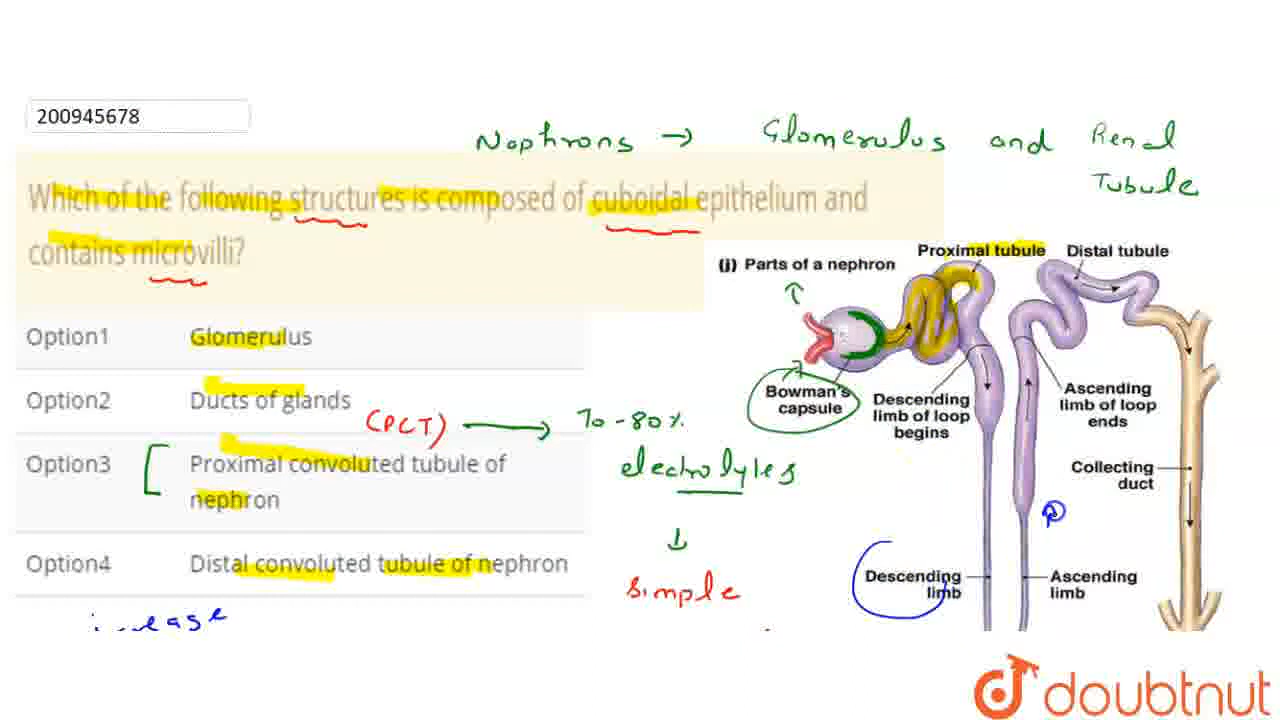 200945678
Nephrons → Glomerulus and Renal
Tubule
Which of the following structures is composed of cuboidal epithelium and
contains microvilli?
Option1 Glomerulus
Option2 Ducts of glands
Option3 Proximal convoluted tubule of
nephron
Option4 Distal convoluted tubule of nephron
(PCT) → 70-80%
electrolytes
↓
simple
(j) Parts of a nephron
Proximal tubule
Distal tubule
Bowman's
capsule
Descending
limb of loop
begins
Ascending
limb of loop
ends
Collecting
duct
Descending
limb
Ascending
limb
doubtnut